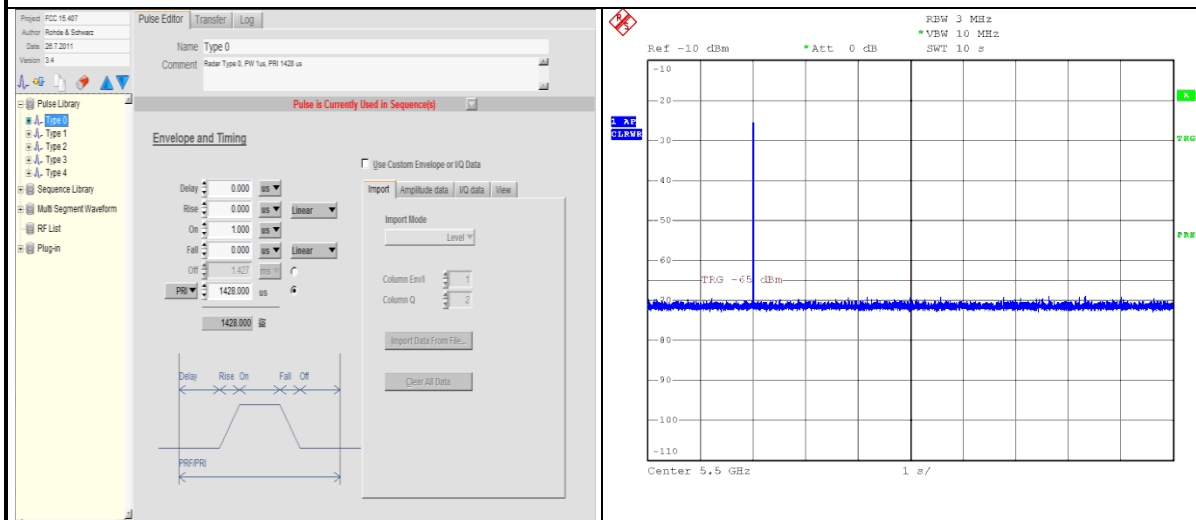 Project FCC 15.407
Author Rohde & Schwarz
Date 26.7.2011
Version 3.4
Pulse Library
Type 0
Type 1
Type 2
Type 3
Type 4
Sequence Library
Multi Segment Waveform
RF List
Plug-in
Pulse Editor Transfer Log
Name Type 0
Comment Radar Type 0, PW 1us, PRI 1428 us
Pulse is Currently Used in Sequence(s)
Envelope and Timing
Delay 0.000 us
Rise 0.000 us Linear
On 1.000 us
Fall 0.000 us Linear
Off 1.427 ms
PRI 1428.000 us
1428.000
Delay Rise On Fall Off
PRF/PRI
Use Custom Envelope or I/Q Data
Import Amplitude data I/Q data View
Import Mode
Level
Column Env/I 1
Column Q 2
Import Data From File...
Clear All Data
R S
RBW 3 MHz
*VBW 10 MHz
Ref -10 dBm *Att 0 dB SWT 10 s
-10
-20
-30
-40
-50
-60
TRG -65 dBm
-70
-80
-90
-100
-110
1 AP
CLRWR
A
TRG
PRN
Center 5.5 GHz 1 s/